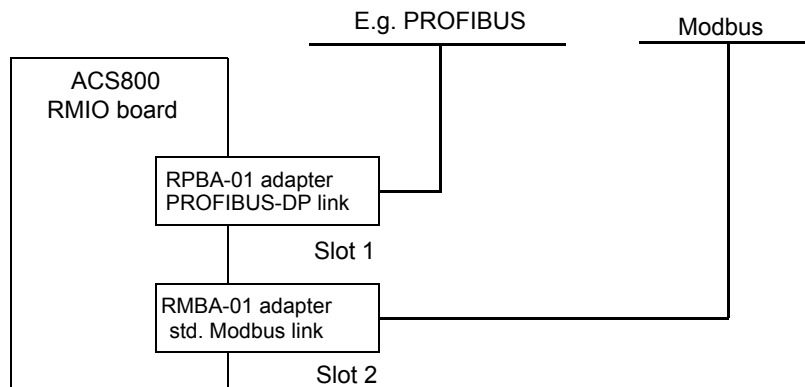 E.g. PROFIBUS
Modbus
ACS800
RMIO board
RPBA-01 adapter
PROFIBUS-DP link
Slot 1
RMBA-01 adapter
std. Modbus link
Slot 2